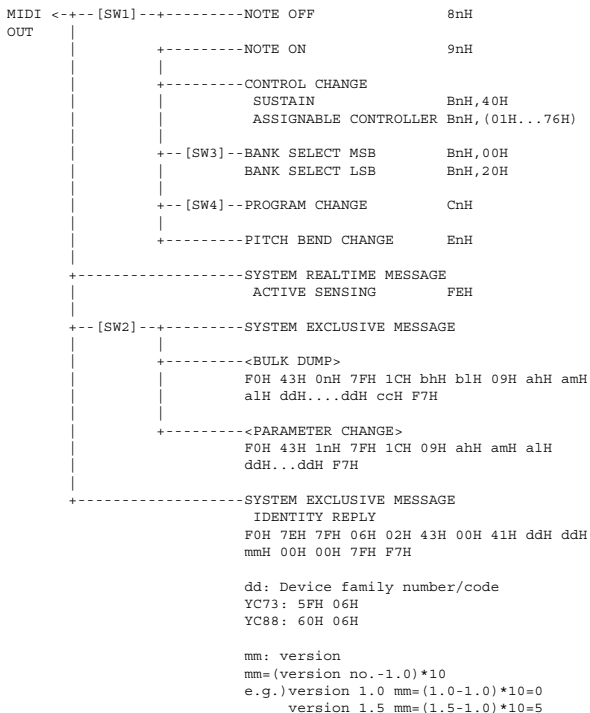 MIDI <-+--[SW1]--+---------NOTE OFF 8nH
OUT |
| +---------NOTE ON 9nH
| |
| +---------CONTROL CHANGE
| | SUSTAIN BnH,40H
| | ASSIGNABLE CONTROLLER BnH,(01H...76H)
| |
| +--[SW3]--BANK SELECT MSB BnH,00H
| | BANK SELECT LSB BnH,20H
| |
| +--[SW4]--PROGRAM CHANGE CnH
| |
| +---------PITCH BEND CHANGE EnH
|
+-------------------SYSTEM REALTIME MESSAGE
| ACTIVE SENSING FEH
|
+--[SW2]--+---------SYSTEM EXCLUSIVE MESSAGE
| |
| +---------<BULK DUMP>
| | F0H 43H 0nH 7FH 1CH bhH blH 09H ahH amH
| | alH ddH....ddH ccH F7H
| |
| +---------<PARAMETER CHANGE>
| F0H 43H 1nH 7FH 1CH 09H ahH amH alH
| ddH...ddH F7H
|
+-------------------SYSTEM EXCLUSIVE MESSAGE
IDENTITY REPLY
F0H 7EH 7FH 06H 02H 43H 00H 41H ddH ddH
mmH 00H 00H 7FH F7H
dd: Device family number/code
YC73: 5FH 06H
YC88: 60H 06H
mm: version
mm=(version no.-1.0)*10
e.g.)version 1.0 mm=(1.0-1.0)*10=0
version 1.5 mm=(1.5-1.0)*10=5